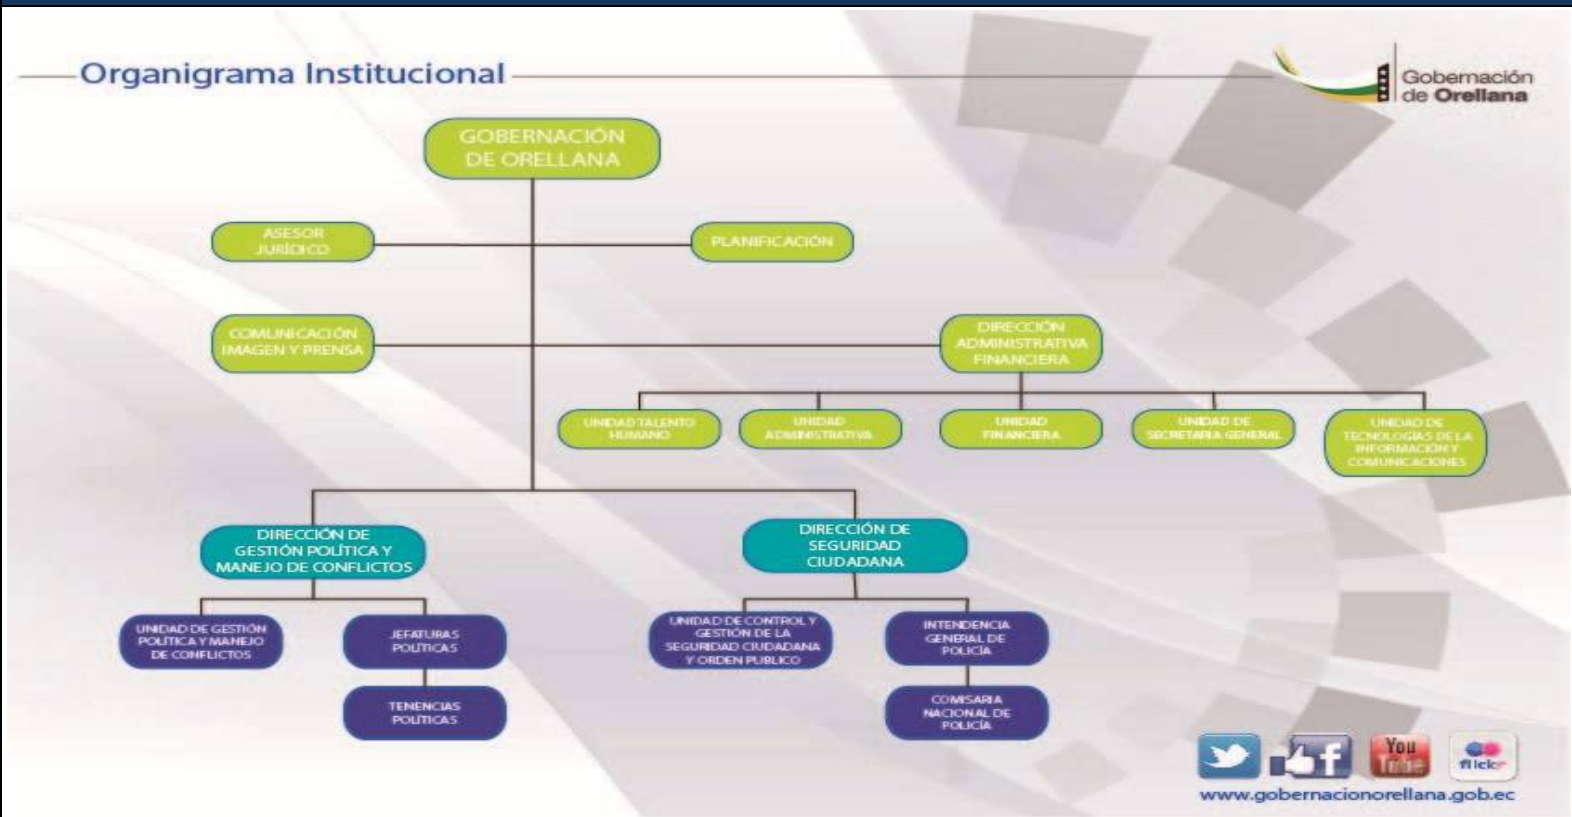 Organigrama Institucional
Gobernación
de Orellana
GOBERNACIÓN
DE ORELLANA
ASESOR
JURÍDICO
PLANIFICACIÓN
COMUNICACIÓN
IMAGEN Y PRENSA
DIRECCIÓN
ADMINISTRATIVA
FINANCIERA
UNIDAD TALENTO
HUMANO
UNIDAD
ADMINISTRATIVA
UNIDAD
FINANCIERA
UNIDAD DE
SECRETARIA GENERAL
UNIDAD DE
TECNOLOGÍAS DE LA
INFORMACIÓN Y
COMUNICACIONES
DIRECCIÓN DE
GESTIÓN POLÍTICA Y
MANEJO DE CONFLICTOS
DIRECCIÓN DE
SEGURIDAD
CIUDADANA
UNIDAD DE GESTIÓN
POLÍTICA Y MANEJO
DE CONFLICTOS
JEFATURAS
POLÍTICAS
UNIDAD DE CONTROL Y
GESTIÓN DE LA
SEGURIDAD CIUDADANA
Y ORDEN PUBLICO
INTENDENCIA
GENERAL DE
POLICÍA
TENENCIAS
POLÍTICAS
COMISARIA
NACIONAL DE
POLICÍA
f
You
Tube
flickr
www.gobernacionorellana.gob.ec